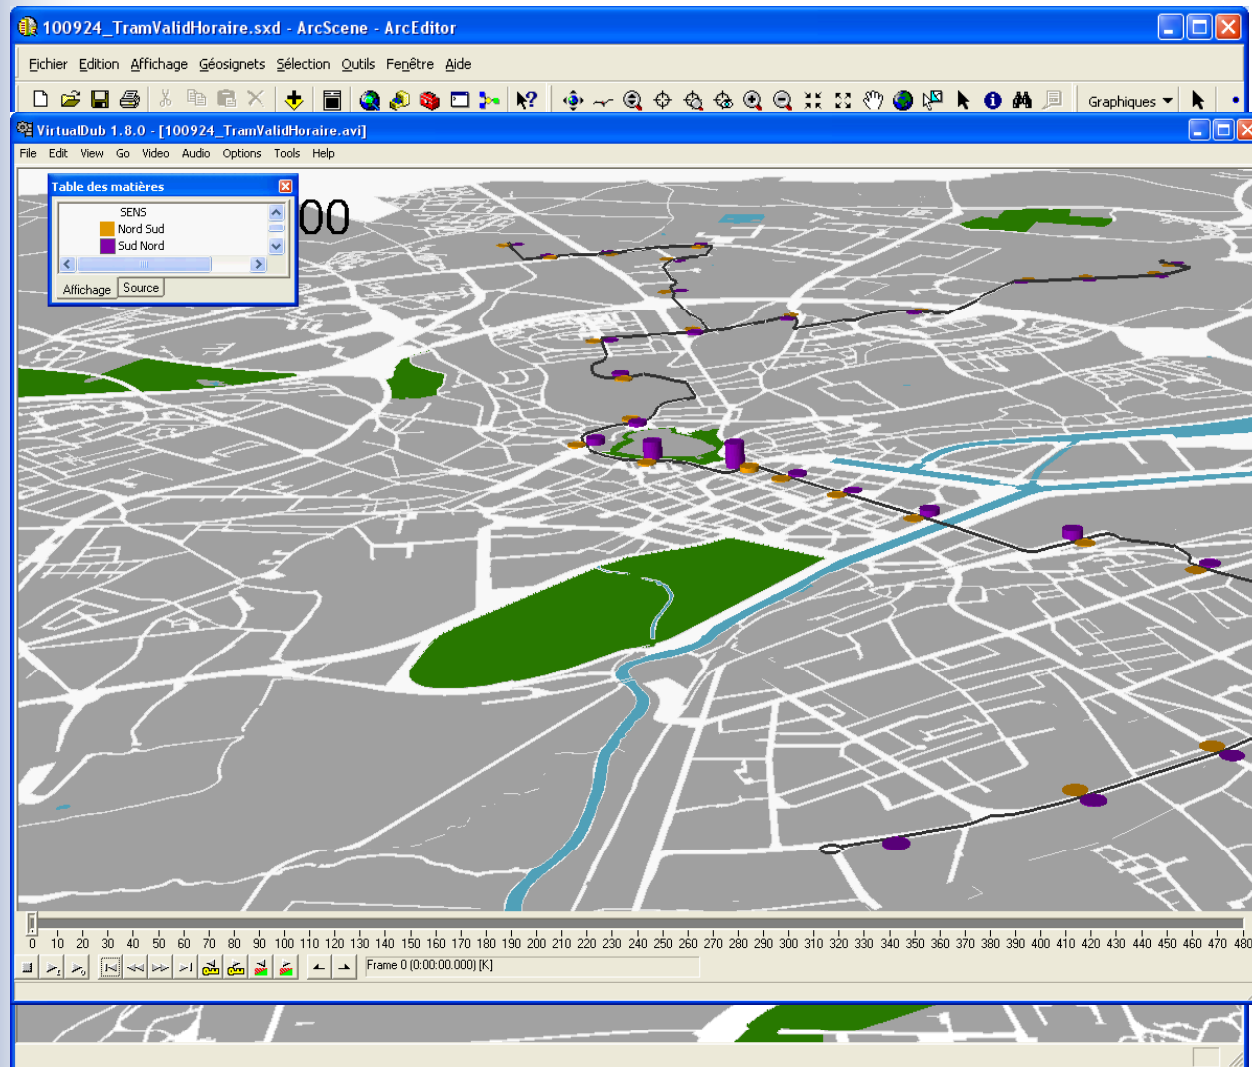 100924_TramValidHoraire.sxd - ArcScene - ArcEditor
Fichier Edition Affichage Géosignets Sélection Outils Fenêtre Aide
Graphiques
VirtualDub 1.8.0 - [100924_TramValidHoraire.avi]
File Edit View Go Video Audio Options Tools Help
Table des matières
SENS
Nord Sud
Sud Nord
Affichage Source
00
0 10 20 30 40 50 60 70 80 90 100 110 120 130 140 150 160 170 180 190 200 210 220 230 240 250 260 270 280 290 300 310 320 330 340 350 360 370 380 390 400 410 420 430 440 450 460 470 480
Frame 0 (0:00:00.000) [K]